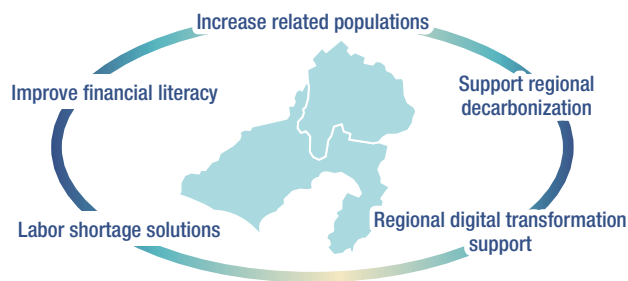 Increase related populations
Improve financial literacy
Support regional
decarbonization
Labor shortage solutions
Regional digital transformation
support